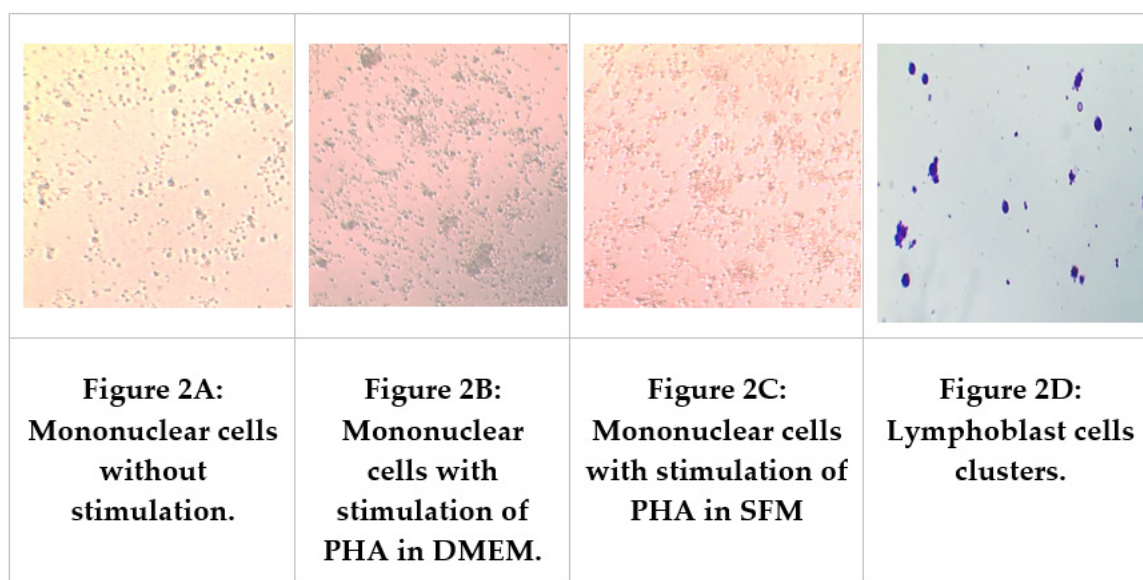 Figure 2A:
Mononuclear cells
without
stimulation.
Figure 2B:
Mononuclear
cells with
stimulation of
PHA in DMEM.
Figure 2C:
Mononuclear cells
with stimulation of
PHA in SFM
Figure 2D:
Lymphoblast cells
clusters.